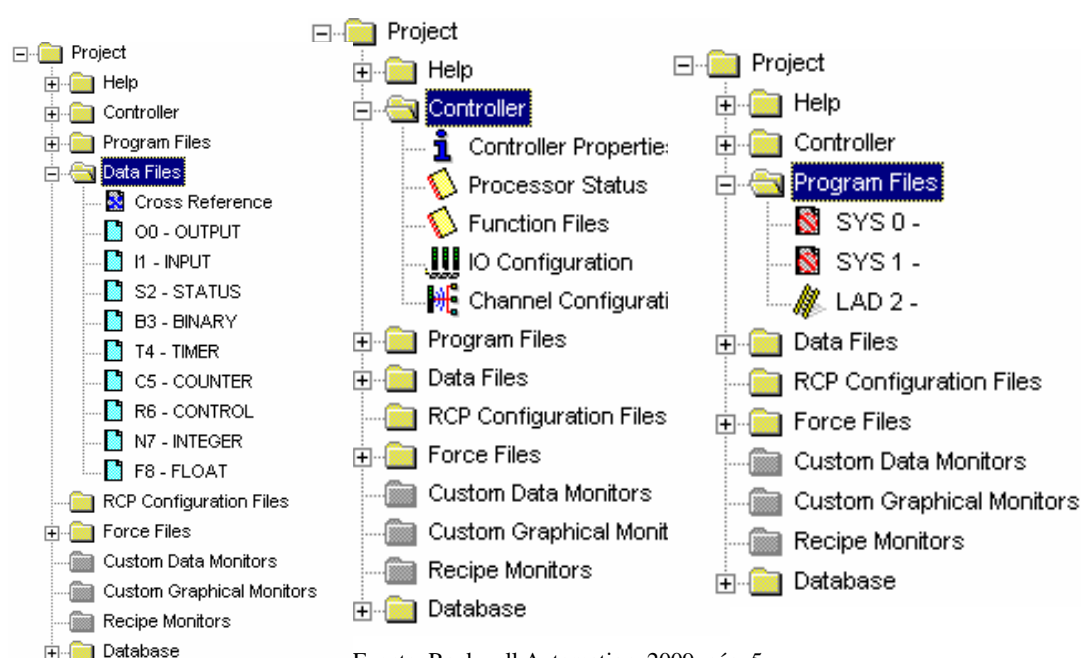 Project
Help
Controller
Program Files
Data Files
Cross Reference
O0 - OUTPUT
I1 - INPUT
S2 - STATUS
B3 - BINARY
T4 - TIMER
C5 - COUNTER
R6 - CONTROL
N7 - INTEGER
F8 - FLOAT
RCP Configuration Files
Force Files
Custom Data Monitors
Custom Graphical Monitors
Recipe Monitors
Database
Project
Help
Controller
Controller Properties
Processor Status
Function Files
IO Configuration
Channel Configurati
Program Files
Data Files
RCP Configuration Files
Force Files
Custom Data Monitors
Custom Graphical Monit
Recipe Monitors
Database
Project
Help
Controller
Program Files
SYS 0 -
SYS 1 -
LAD 2 -
Data Files
RCP Configuration Files
Force Files
Custom Data Monitors
Custom Graphical Monitors
Recipe Monitors
Database